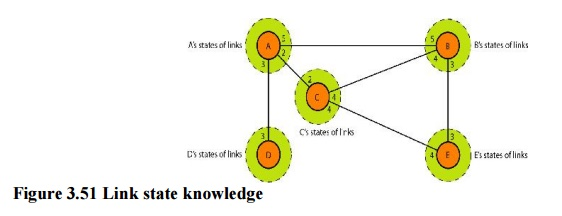 A's states of links
A
5
2
3
5
B
4
3
B's states of links
2
C
4
4
C's states of links
3
D
D's states of links
3
4
E
E's states of links
Figure 3.51 Link state knowledge